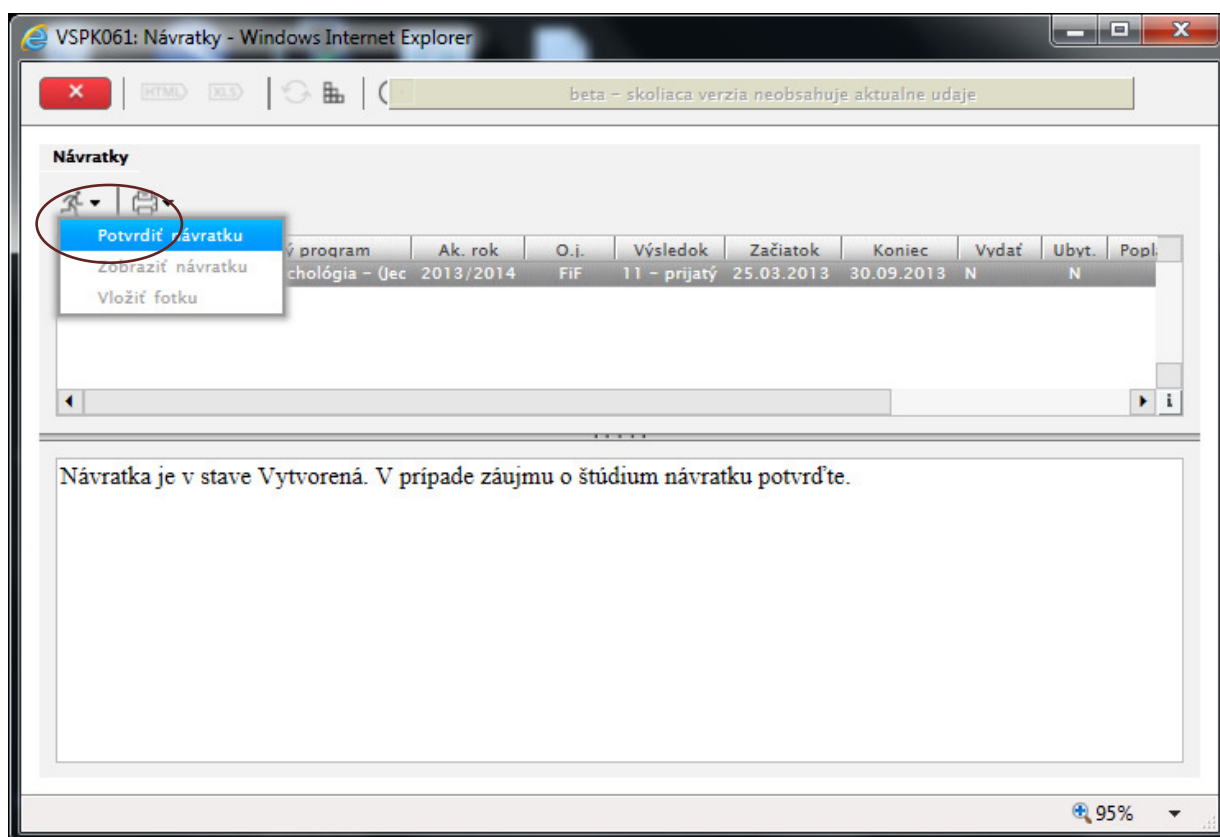 VSPK061: Návratky - Windows Internet Explorer
HTML XLS beta – skoliaca verzia neobsahuje aktualne udaje
Návratky
Potvrdiť návratku
Zobraziť návratku
Vložiť fotku
ý program Ak. rok O.j. Výsledok Začiatok Koniec Vydať Ubyt. Popl
chológia – (Jec 2013/2014 FiF 11 – prijatý 25.03.2013 30.09.2013 N N
i
Návratka je v stave Vytvorená. V prípade záujmu o štúdium návratku potvrďte.
95%